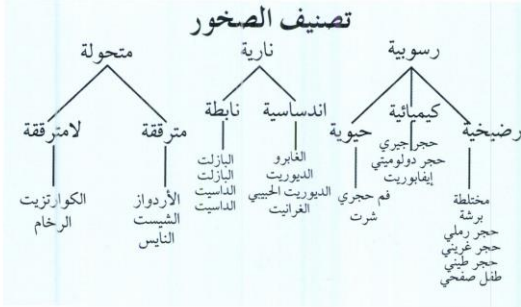 تصنيف الصخور
رسوبية
نارية
متحولة
رضيخية
كيميائية
حيوية
اندساسية
نابطة
مترققة
لامترققة
مختلطة
برشة
حجر رملي
حجر غريني
حجر طيني
طفل صفحي
حجر جيري
حجر دولوميتي
إيفابوريت
فم حجري
شرت
الغابرو
الديوريت
الديوريت الحبيبي
الغرانيت
البازلت
البازلت
الداسيت
الداسيت
الأردواز
الشيست
النايس
الكوارتزيت
الرخام